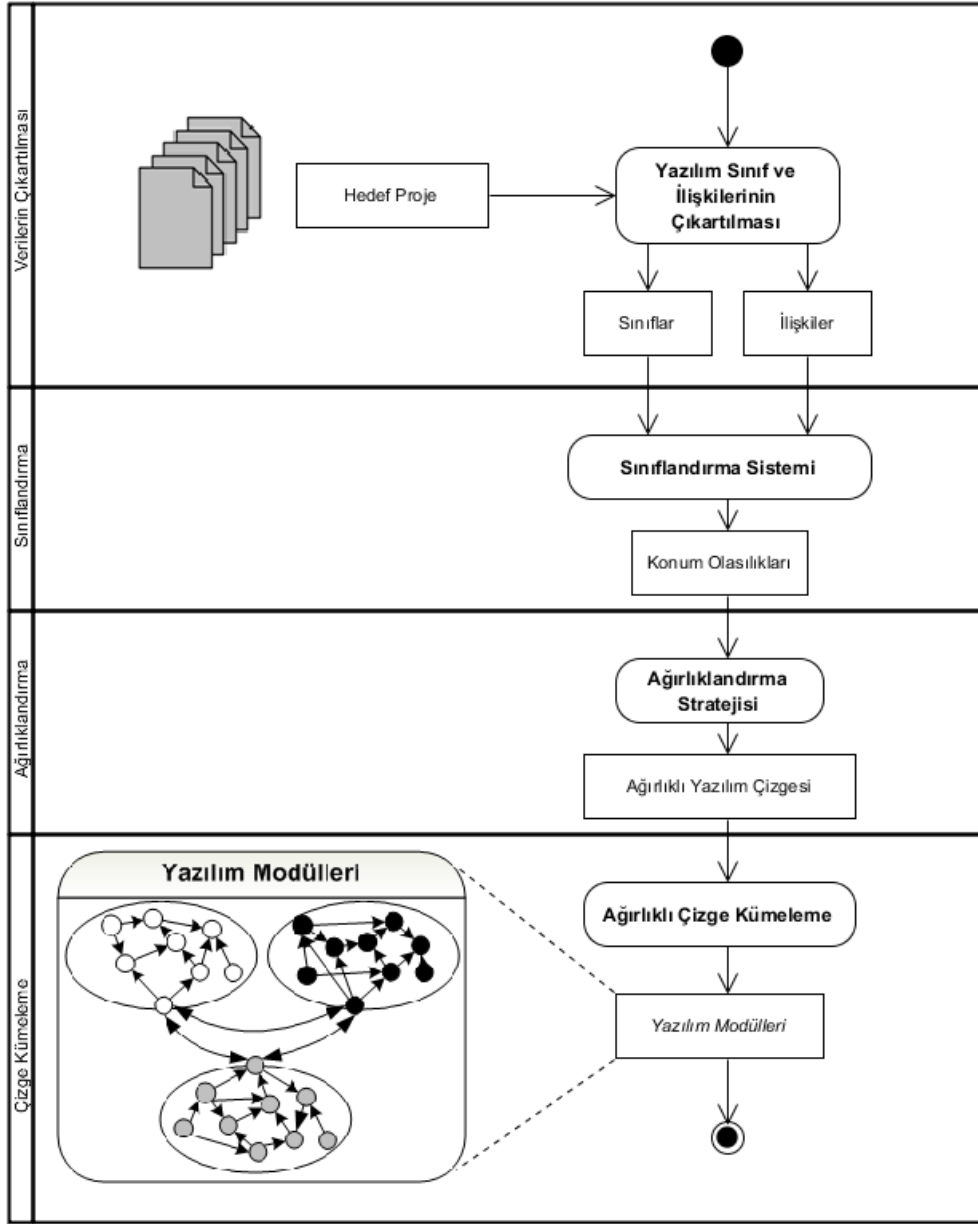 Verilerin Çıkartılması
Hedef Proje
Yazılım Sınıf ve
İlişkilerinin
Çıkartılması
Sınıflar
İlişkiler
Sınıflandırma
Sınıflandırma Sistemi
Konum Olasılıkları
Ağırlıklandırma
Ağırlıklandırma
Stratejisi
Ağırlıklı Yazılım Çizgesi
Çizge Kümeleme
Yazılım Modülleri
Ağırlıklı Çizge Kümeleme
Yazılım Modülleri